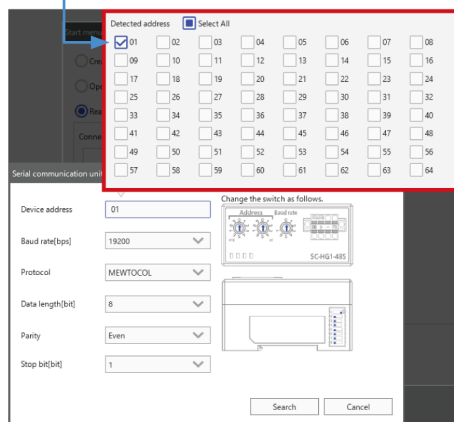 Detected address Select All
01 02 03 04 05 06 07 08
09 10 11 12 13 14 15 16
17 18 19 20 21 22 23 24
25 26 27 28 29 30 31 32
33 34 35 36 37 38 39 40
41 42 43 44 45 46 47 48
49 50 51 52 53 54 55 56
57 58 59 60 61 62 63 64
Start menu
Cre
Ope
Rea
Conne
Serial communication unit
Change the switch as follows.
Device address 01
Address Baud rate
Baud rate[bps] 19200
SC-HG1-485
Protocol MEWTOCOL
Data length[bit] 8
Parity Even
Stop bit[bit] 1
Search Cancel